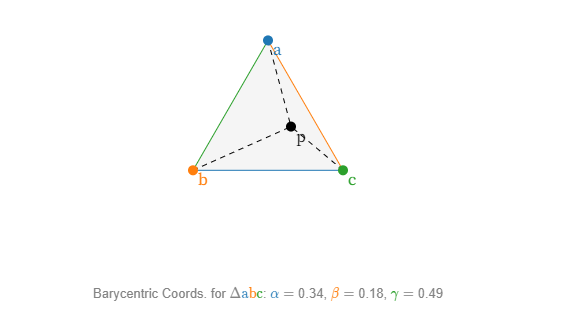 a
p
b
c
Barycentric Coords. for Δabc: α = 0.34, β = 0.18, γ = 0.49